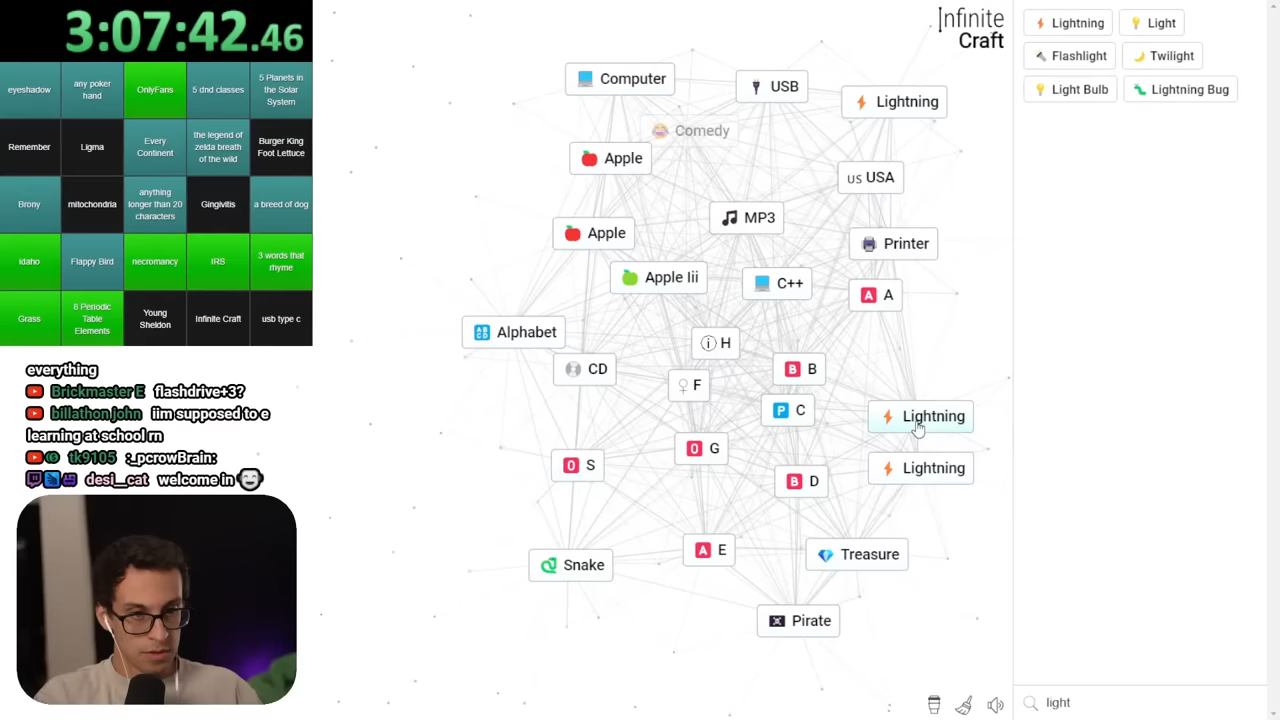 3:07:42.46
eyeshadow
any poker
hand
OnlyFans
5 dnd classes
5 Planets in
the Solar
System
Remember
Ligma
Every
Continent
the legend of
zelda breath
of the wild
Burger King
Foot Lettuce
Brony
mitochondria
anything
longer than 20
characters
Gingivitis
a breed of dog
idaho
Flappy Bird
necromancy
IRS
3 words that
rhyme
Grass
8 Periodic
Table
Elements
Young
Sheldon
Infinite Craft
usb type c
everything
Brickmaster E flashdrive+3?
billathon john iim supposed to e
learning at school rn
tk9105 :_pcrowBrain:
desi__cat welcome in
Infinite
Craft
Computer
USB
Lightning
Comedy
Apple
US USA
MP3
Apple
Printer
Apple Iii
C++
A A
Alphabet
H
CD
F
B B
P C
Lightning
O G
O S
Lightning
B D
A E
Treasure
Snake
Pirate
Lightning
Light
Flashlight
Twilight
Light Bulb
Lightning Bug
light